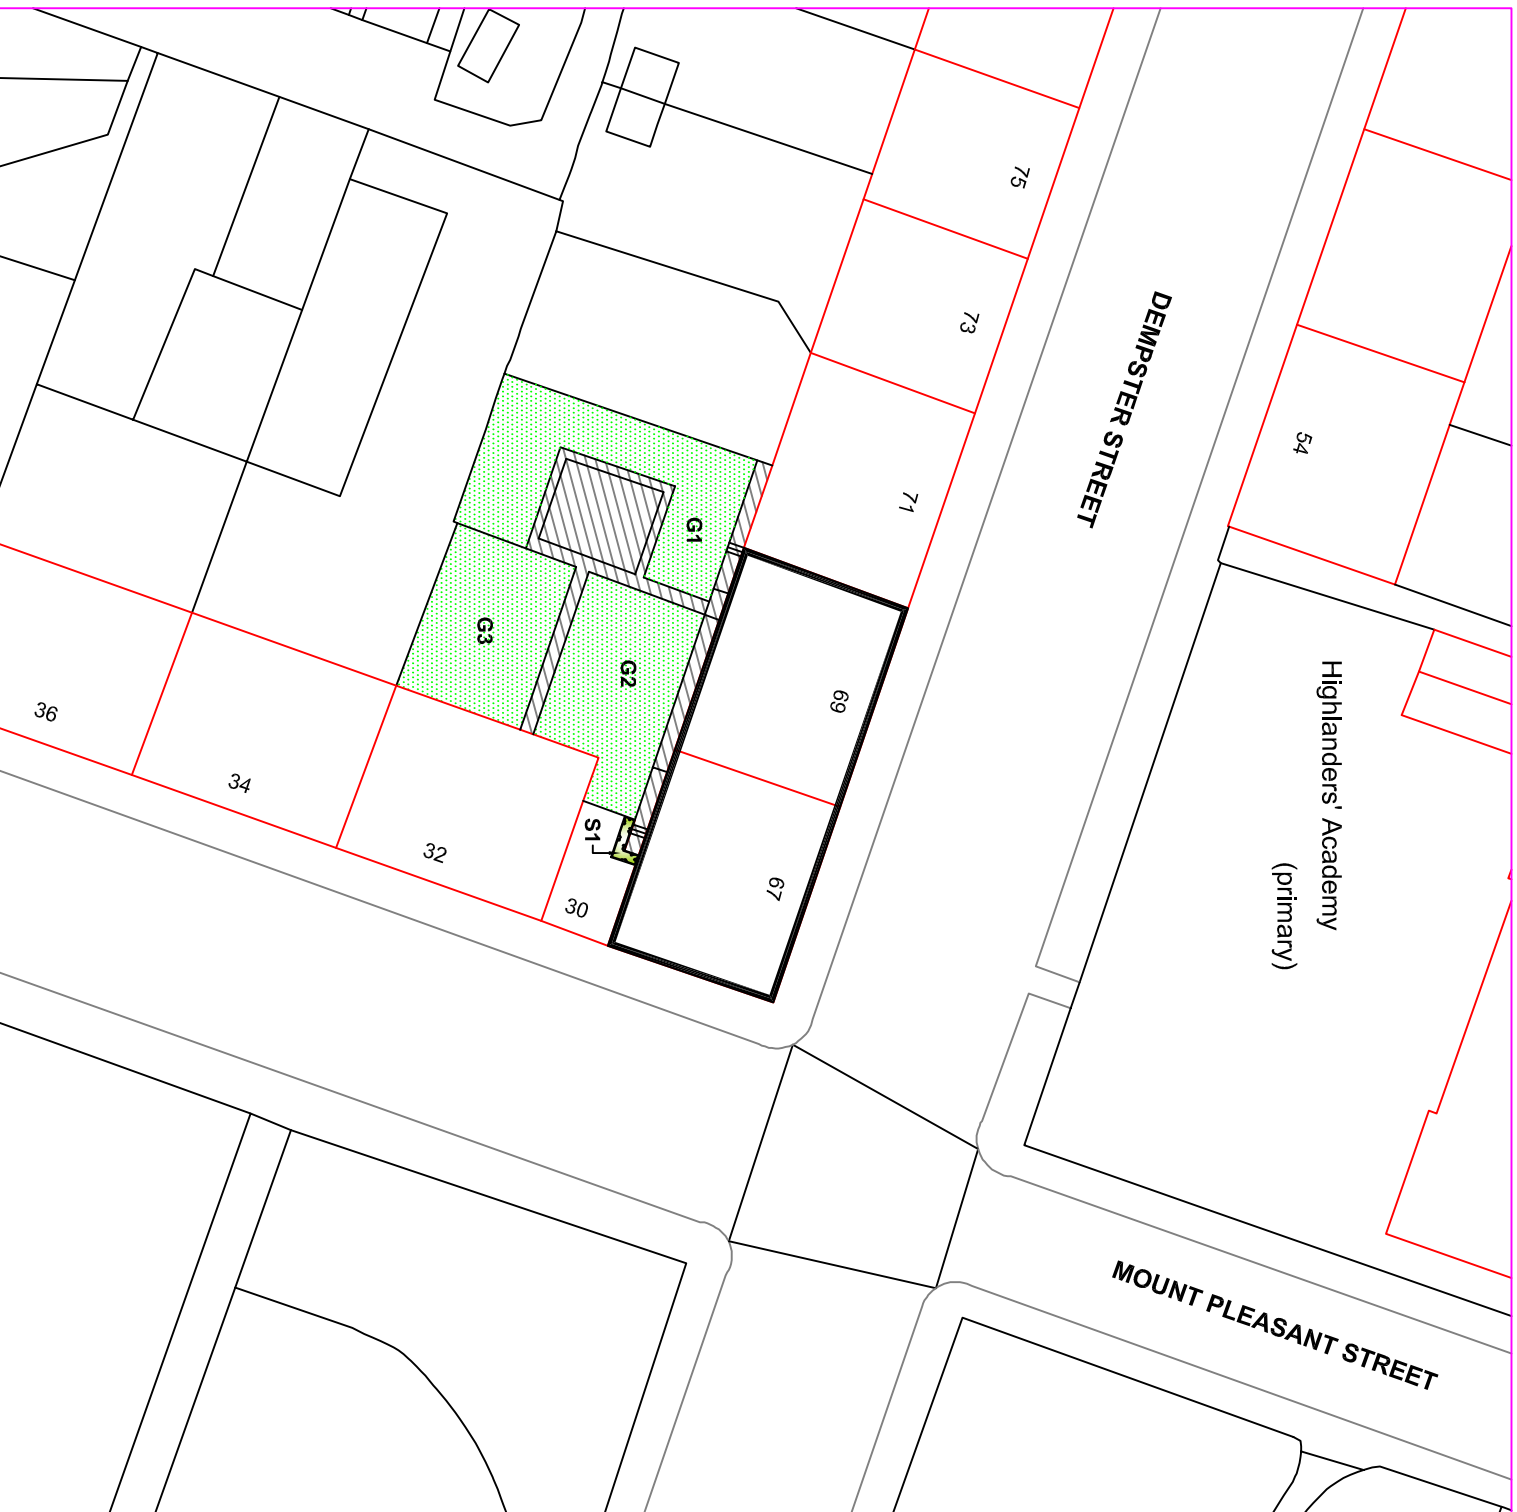 75
73
DEMPSTER STREET
54
71
G1
G3
G2
69
Highlanders' Academy
(primary)
36
34
S1
32
67
30
MOUNT PLEASANT STREET